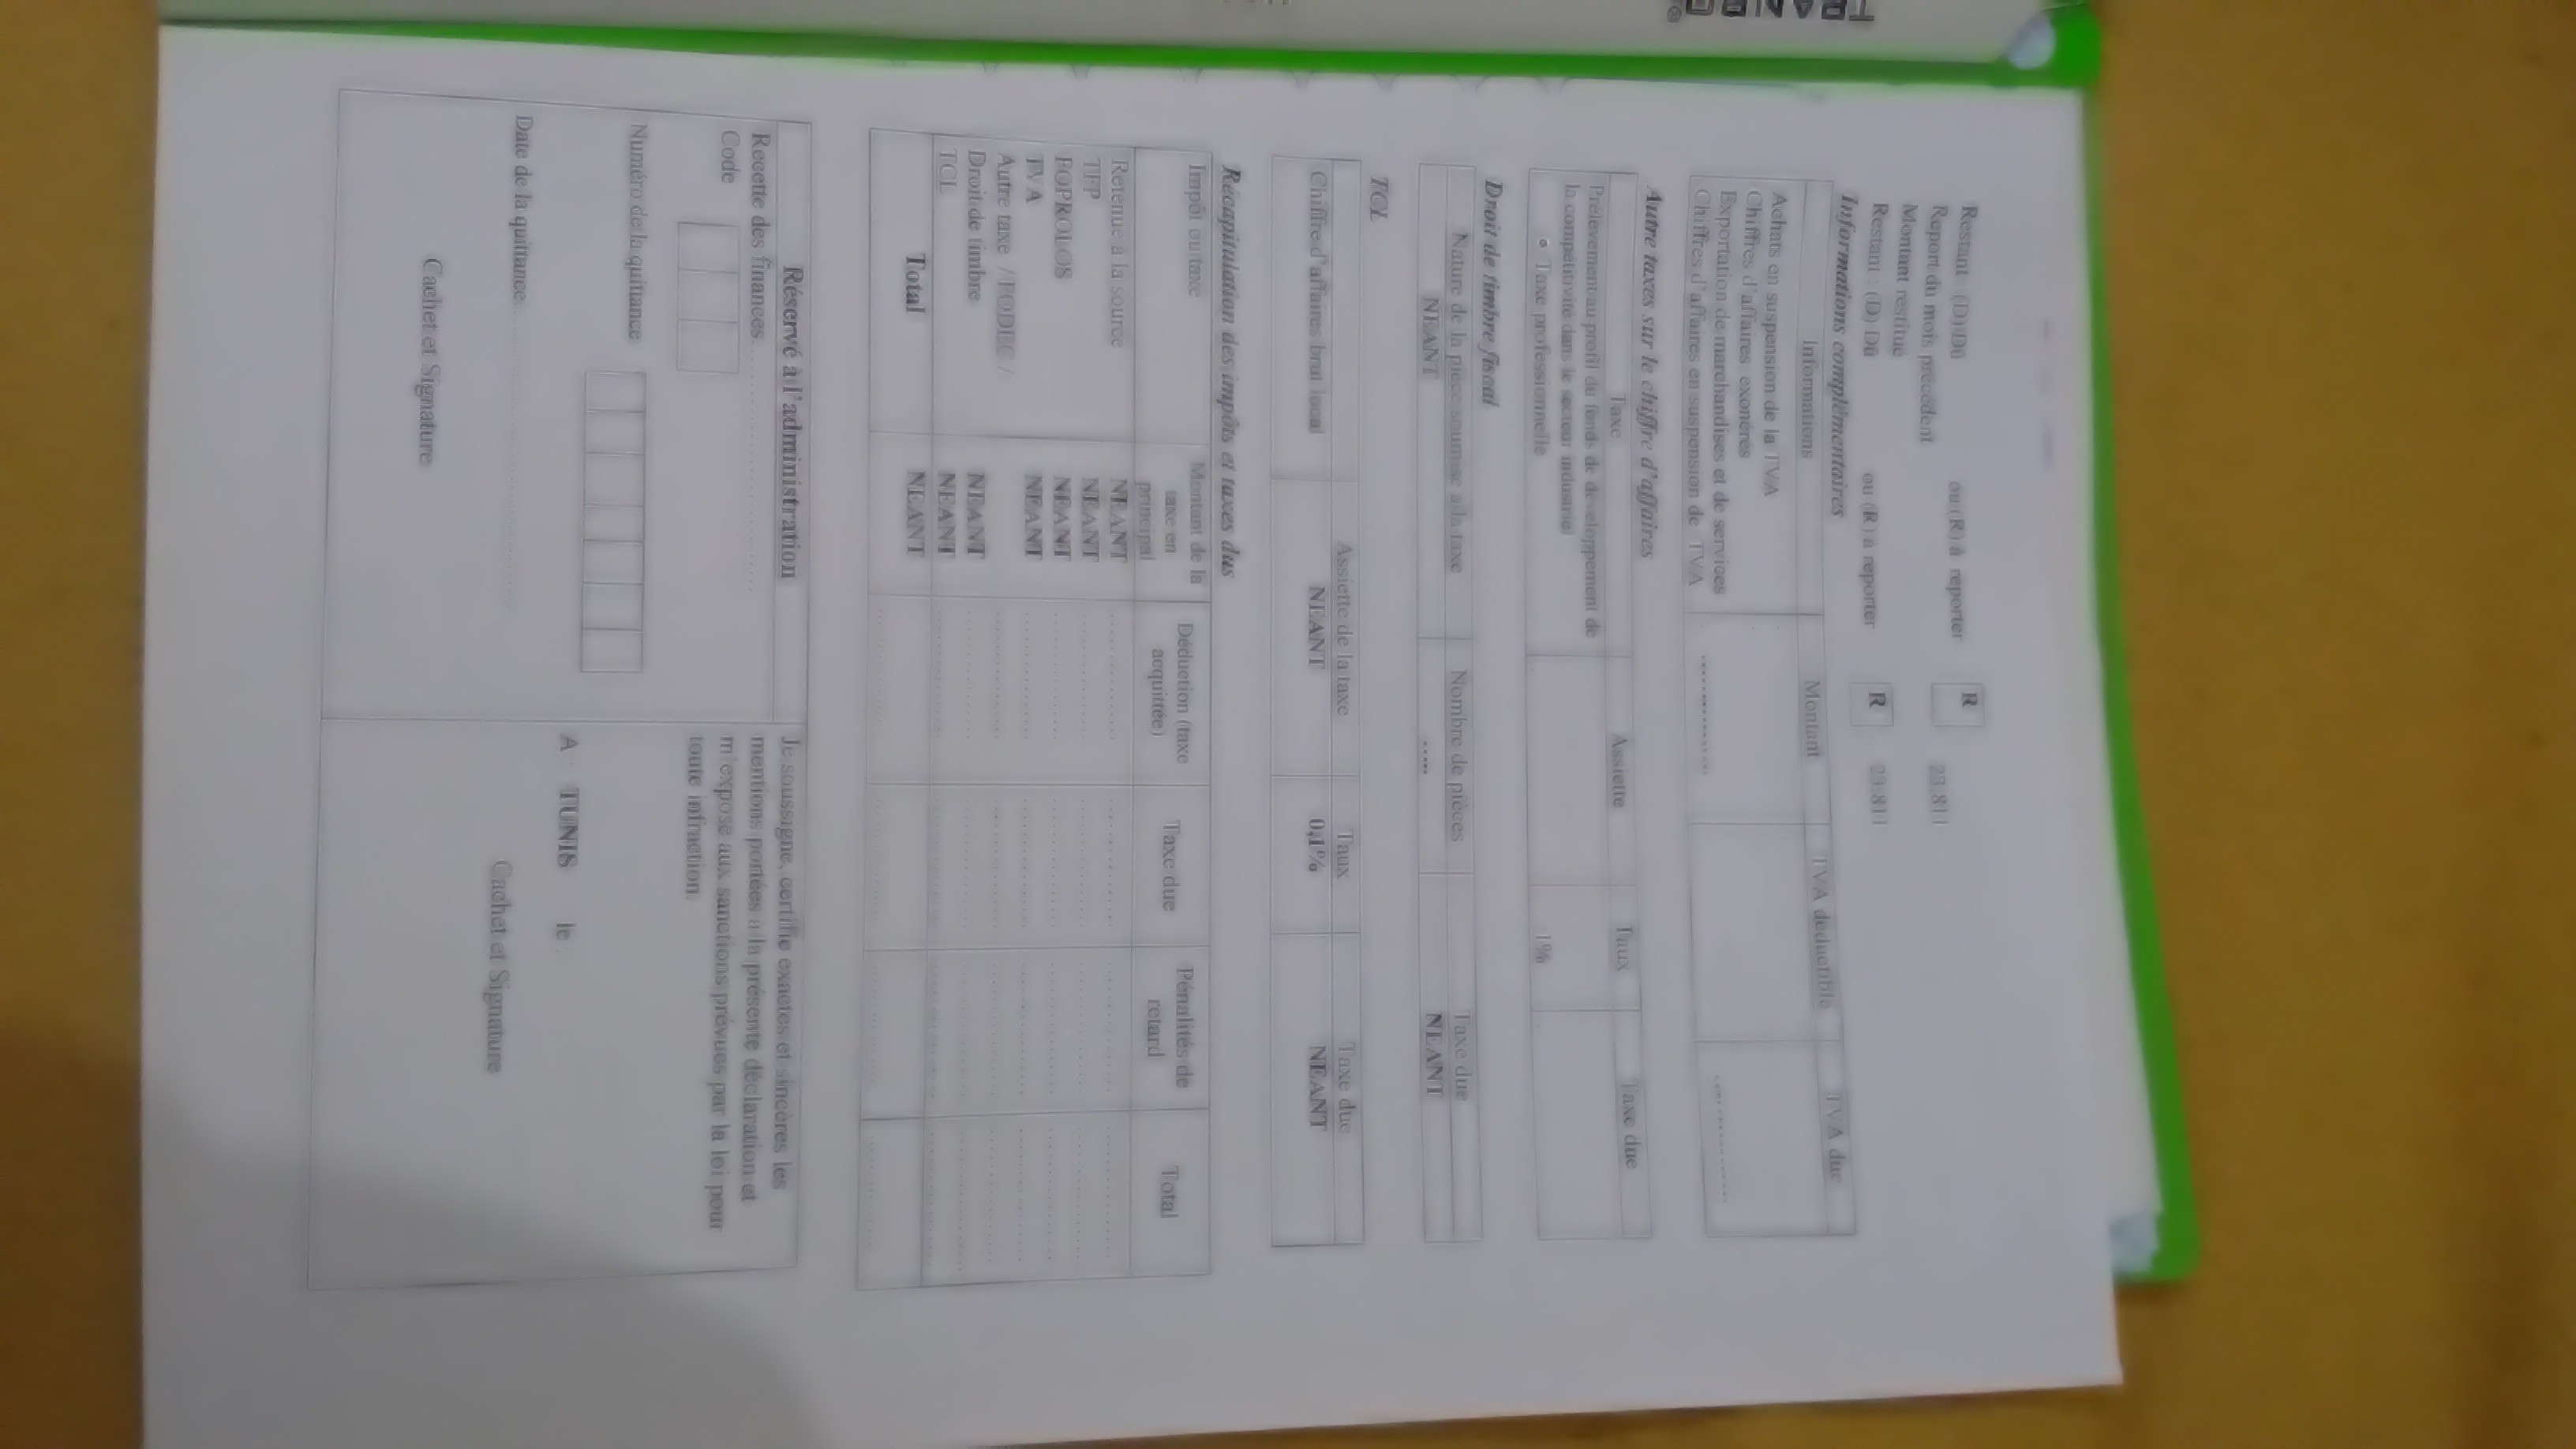 Restant : (D) Dû ou (R) à reporter R
Report du mois précédent 23.811
Montant restitué
Restant : (D) Dû ou (R) à reporter R 23.811
Informations complémentaires
Informations Montant TVA déductible TVA due
Achats en suspension de la TVA
Chiffres d'affaires exonérés
Exportation de marchandises et de services
Chiffres d'affaires en suspension de TVA
Autre taxes sur le chiffre d'affaires
Taxe Assiette Taux Taxe due
Prélèvement au profil du fonds de développement de
la compétitivité dans le secteur industriel
Taxe professionnelle 1%
Droit de timbre fiscal
Nature de la pièce soumise à la taxe Nombre de pièces Taxe due
NEANT ..... NEANT
TCL
Assiette de la taxe Taux Taxe due
Chiffre d'affaires brut local NEANT 0,1% NEANT
Récapitulation des impôts et taxes dus
Impôt ou taxe Montant de la taxe en principal Déduction (taxe acquittée) Taxe due Pénalités de retard Total
Retenue à la source NEANT
TFP NEANT
FOPROLOS NEANT
TVA NEANT
Autre taxe / FODEC /
Droit de timbre NEANT
TCL NEANT
Total NEANT
Réservé à l'administration
Recette des finances
Code
Numéro de la quittance
Date de la quittance
Cachet et Signature
Je soussigne, certifie exactes et sincères les
mentions portées à la présente déclaration et
m'expose aux sanctions prévues par la loi pour
toute infraction.
A TUNIS le
Cachet et Signature